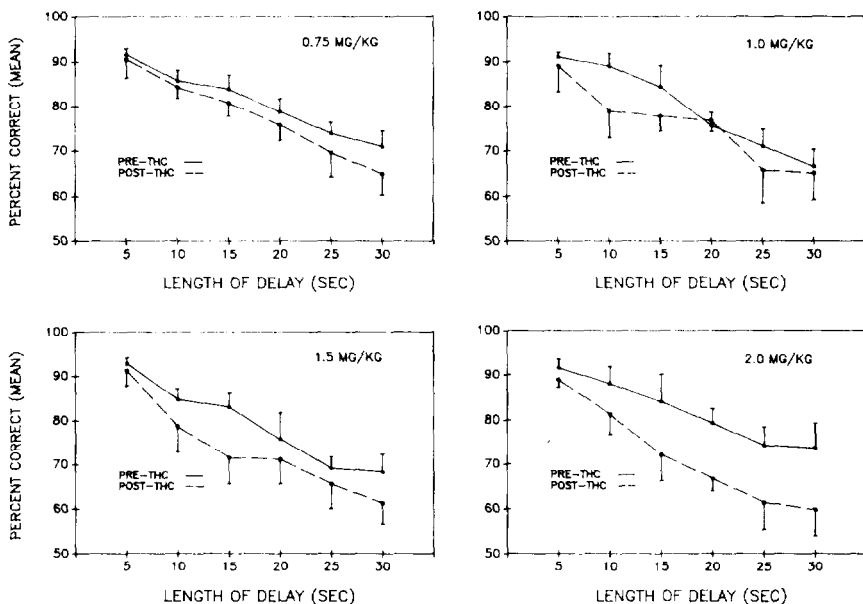 PERCENT CORRECT (MEAN)
100
90
80
70
60
50
0.75 MG/KG
PRE-THC
POST-THC
5 10 15 20 25 30
LENGTH OF DELAY (SEC)
100
90
80
70
60
50
1.0 MG/KG
PRE-THC
POST-THC
5 10 15 20 25 30
LENGTH OF DELAY (SEC)
PERCENT CORRECT (MEAN)
100
90
80
70
60
50
1.5 MG/KG
PRE-THC
POST-THC
5 10 15 20 25 30
LENGTH OF DELAY (SEC)
100
90
80
70
60
50
2.0 MG/KG
PRE-THC
POST-THC
5 10 15 20 25 30
LENGTH OF DELAY (SEC)